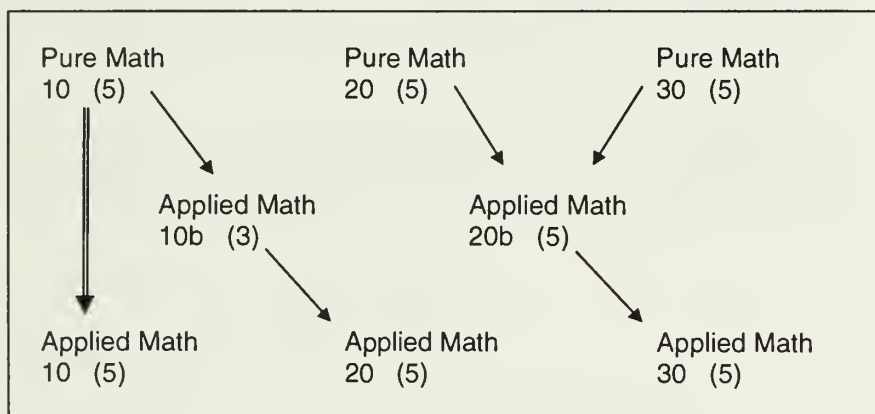 Pure Math
10 (5)
Pure Math
20 (5)
Pure Math
30 (5)
Applied Math
10b (3)
Applied Math
20b (5)
Applied Math
10 (5)
Applied Math
20 (5)
Applied Math
30 (5)